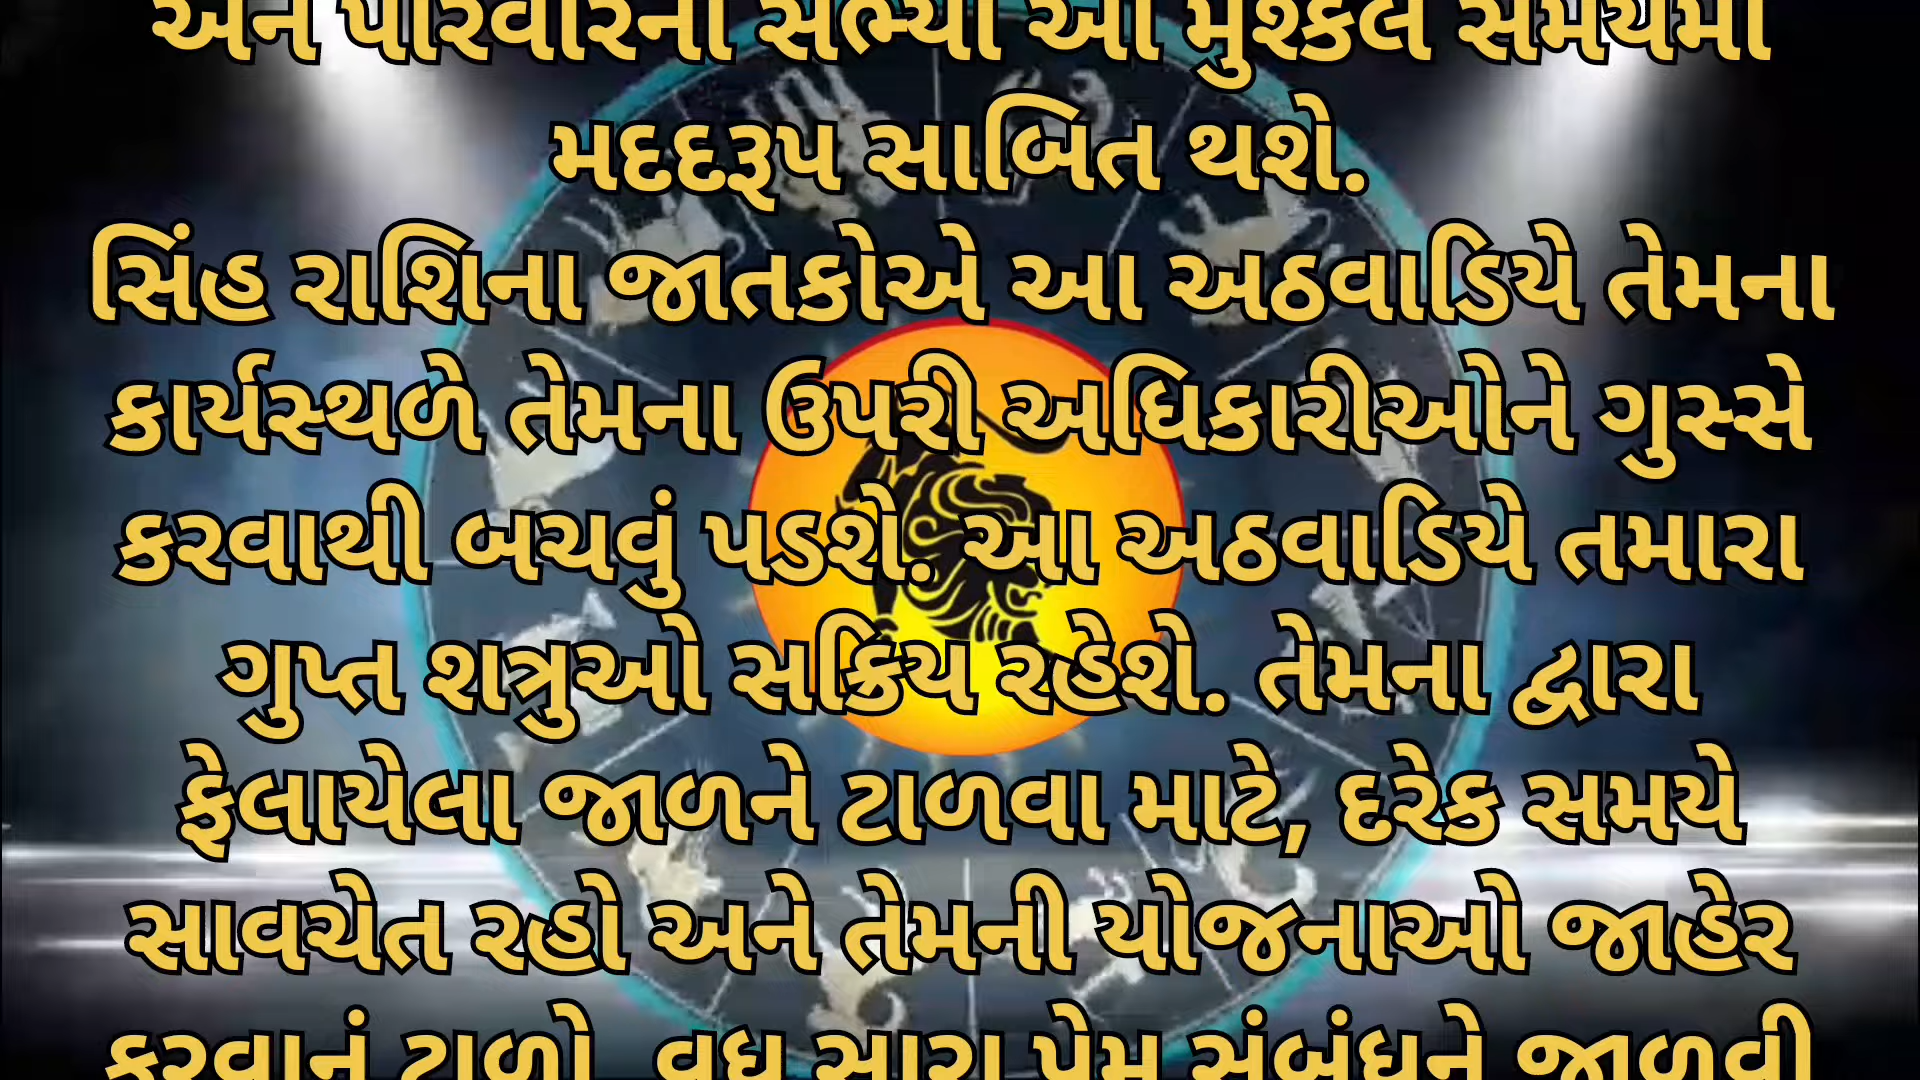 અને પરિવારના સભ્યો આ મુશ્કેલ સમયમાં
મદદરૂપ સાબિત થશે.
સિંહ રાશિના જાતકોએ આ અઠવાડિયે તેમના
કાર્યસ્થળે તેમના ઉપરી અધિકારીઓને ગુસ્સે
કરવાથી બચવું પડશે. આ અઠવાડિયે તમારા
ગુપ્ત શત્રુઓ સક્રિય રહેશે. તેમના દ્વારા
ફેલાયેલા જાળને ટાળવા માટે, દરેક સમયે
સાવચેત રહો અને તેમની યોજનાઓ જાહેર
કરવાનું ટાળો. વધુ સારા પ્રેમ સંબંધને જાળવી